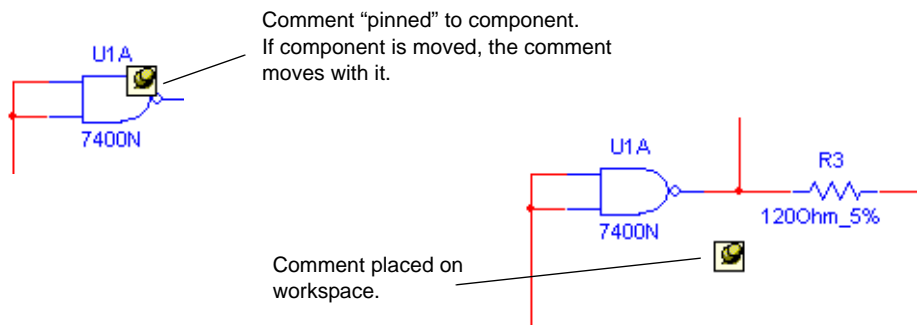 Comment “pinned” to component.
If component is moved, the comment
moves with it.
U1A
7400N
U1A
7400N
R3
120Ohm_5%
Comment placed on
workspace.